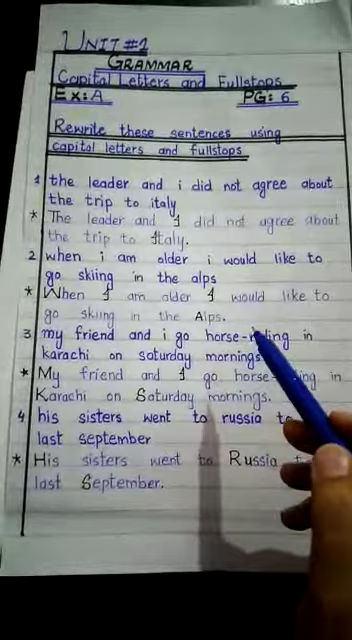 UNIT #1
GRAMMAR
Capital Letters and Fullstops
Ex: A PG: 6
Rewrite these sentences using
capital letters and fullstops
1 the leader and i did not agree about
the trip to italy
* The leader and I did not agree about
the trip to Italy.
2 when i am older i would like to
go skiing in the alps
* When I am older I would like to
go skiing in the Alps.
3 my friend and i go horse-riding in
karachi on saturday mornings
* My friend and I go horse-riding in
Karachi on Saturday mornings.
4 his sisters went to russia to
last september
* His sisters went to Russia
last September.